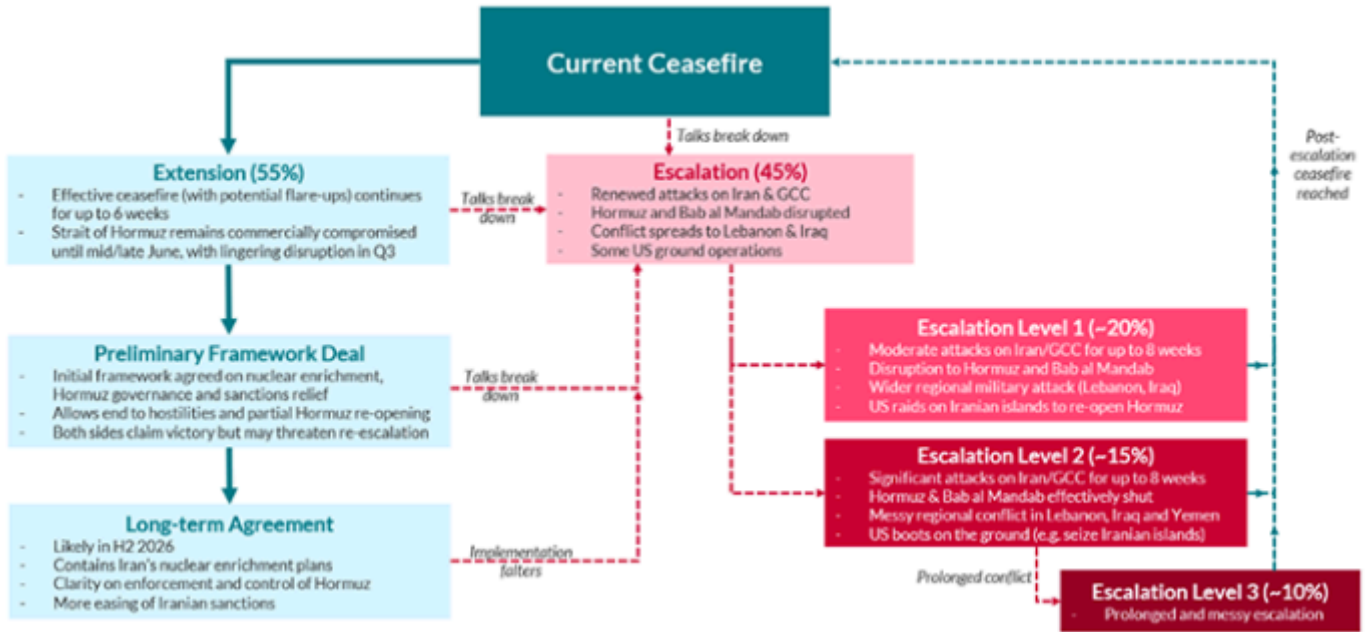 Current Ceasefire
Talks break down
Post-
escalation
ceasefire
reached
Extension (55%)
- Effective ceasefire (with potential flare-ups) continues
for up to 6 weeks
- Strait of Hormuz remains commercially compromised
until mid/late June, with lingering disruption in Q3
Talks break
down
Escalation (45%)
- Renewed attacks on Iran & GCC
- Hormuz and Bab al Mandab disrupted
- Conflict spreads to Lebanon & Iraq
- Some US ground operations
Preliminary Framework Deal
- Initial framework agreed on nuclear enrichment,
Hormuz governance and sanctions relief
- Allows end to hostilities and partial Hormuz re-opening
- Both sides claim victory but may threaten re-escalation
Talks break
down
Escalation Level 1 (~20%)
- Moderate attacks on Iran/GCC for up to 8 weeks
- Disruption to Hormuz and Bab al Mandab
- Wider regional military attack (Lebanon, Iraq)
- US raids on Iranian islands to re-open Hormuz
Escalation Level 2 (~15%)
- Significant attacks on Iran/GCC for up to 8 weeks
- Hormuz & Bab al Mandab effectively shut
- Messy regional conflict in Lebanon, Iraq and Yemen
- US boots on the ground (e.g. seize Iranian islands)
Long-term Agreement
- Likely in H2 2026
- Contains Iran's nuclear enrichment plans
- Clarity on enforcement and control of Hormuz
- More easing of Iranian sanctions
Implementation
falters
Prolonged conflict
Escalation Level 3 (~10%)
- Prolonged and messy escalation